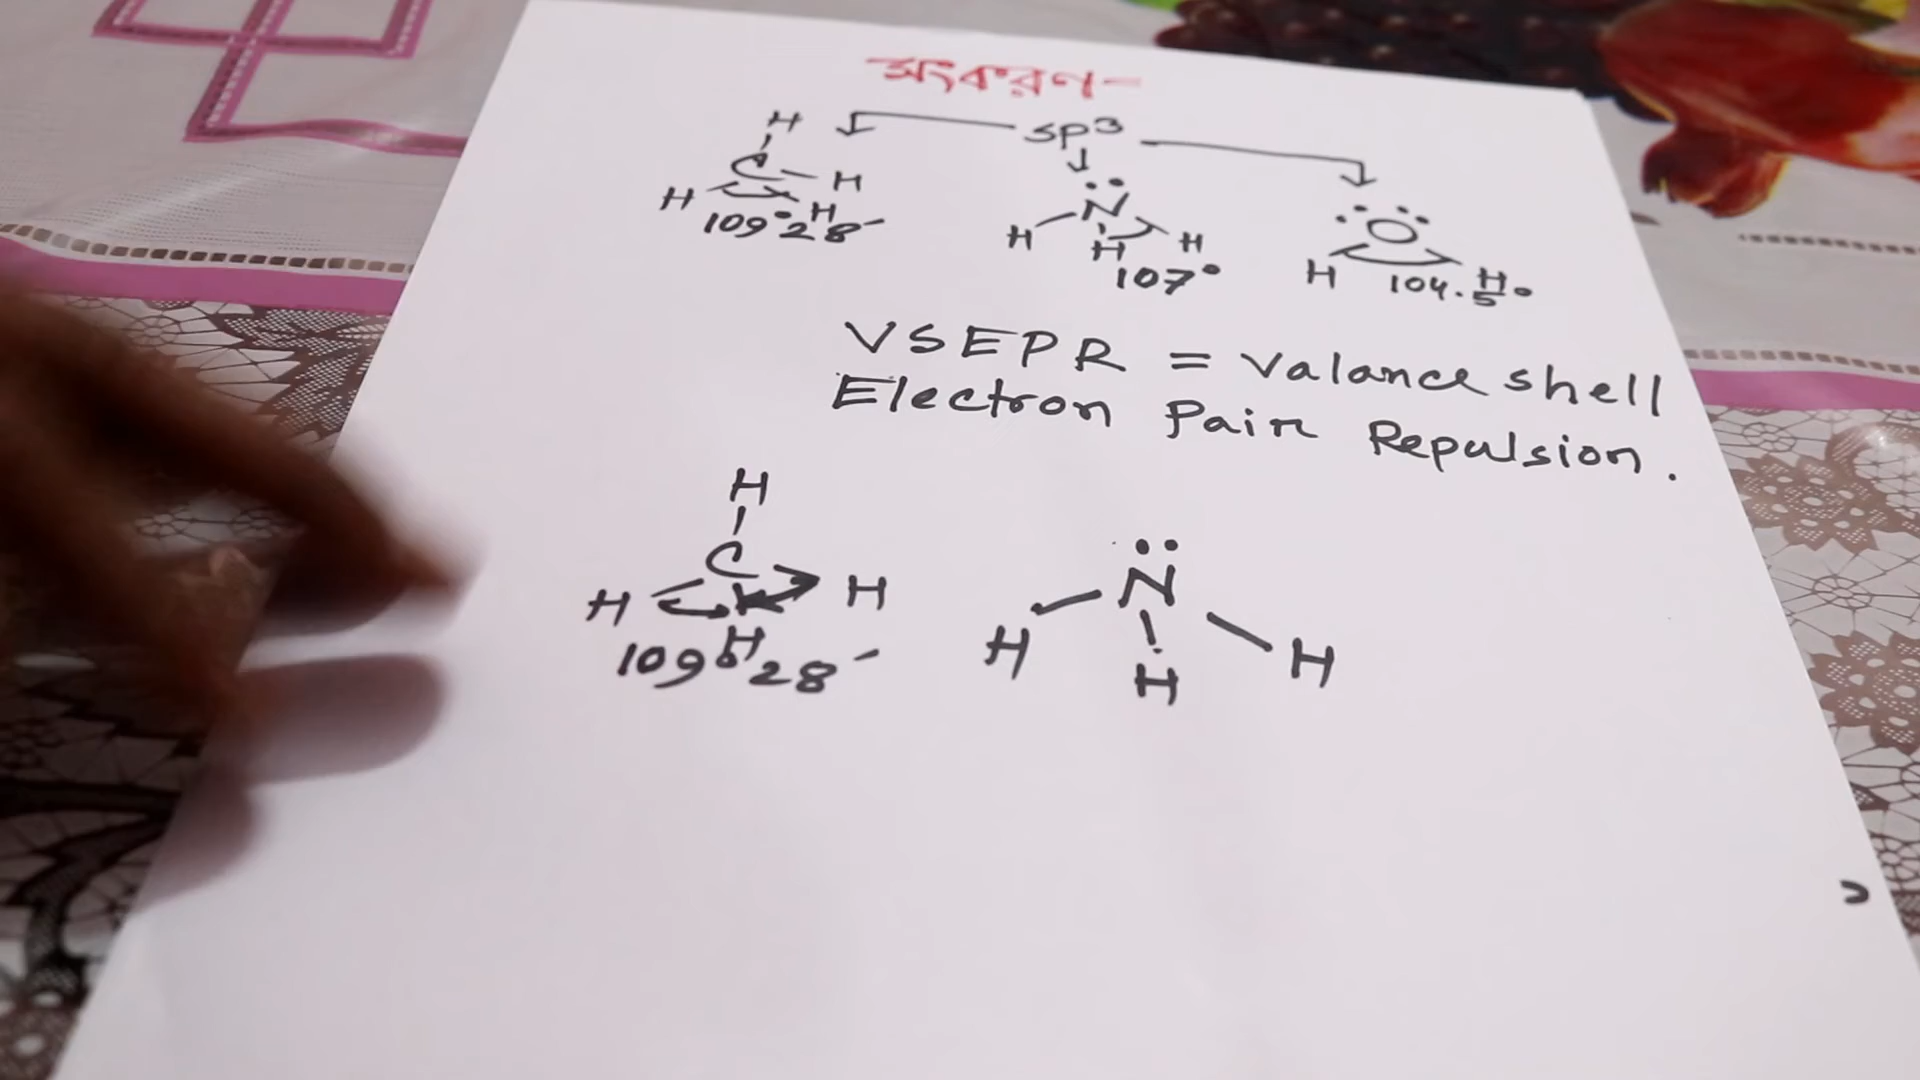 সংকরণ-
sp³
H
C H
H H
109°28′
N
H H H
107°
O
H H
104.5°
VSEPR = Valance shell
Electron Pair Repulsion.
H
C
H H
H
109°28′
N
H H
H